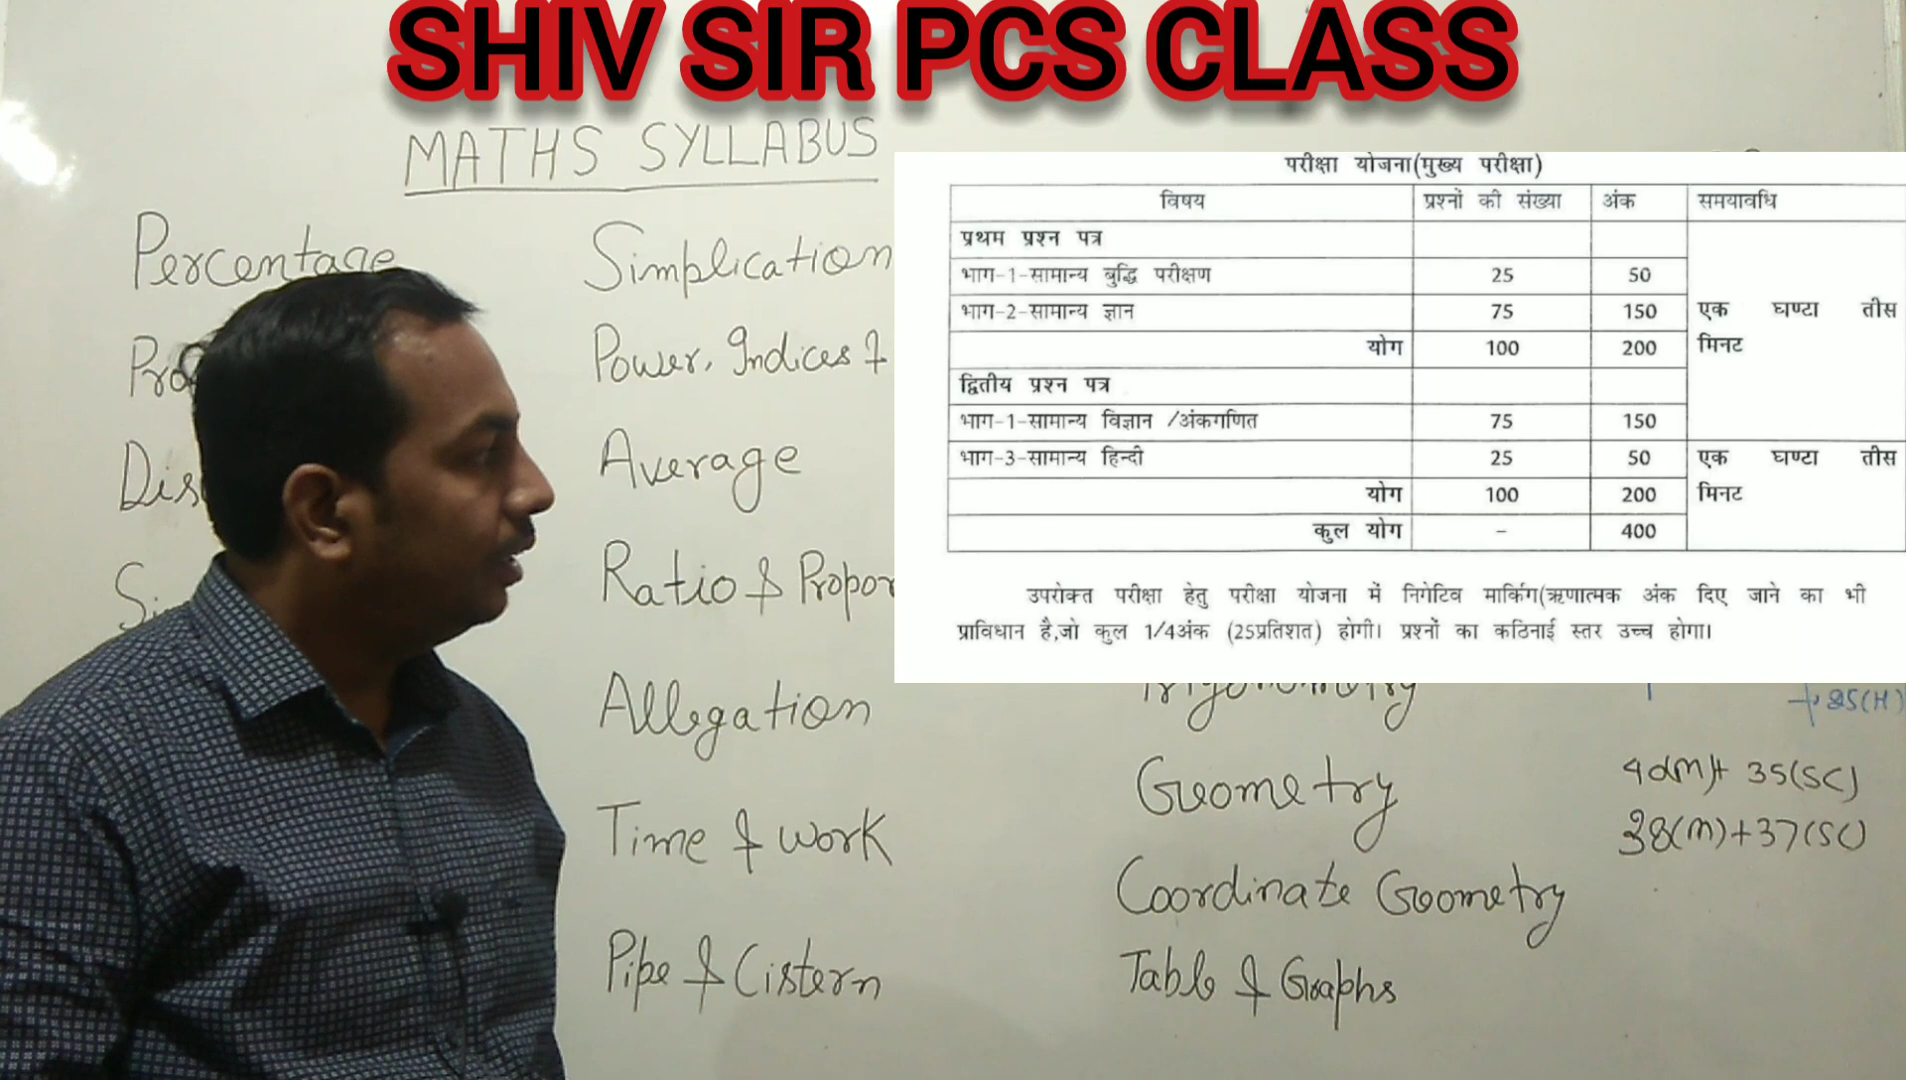 SHIV SIR PCS CLASS
MATHS SYLLABUS
Percentage
Simplication
Power, Indices &
Average
Ratio & Propor
Allegation
Time & work
Pipe & Cistern
परीक्षा योजना(मुख्य परीक्षा)
विषय प्रश्नों की संख्या अंक समयावधि
प्रथम प्रश्न पत्र
भाग-1-सामान्य बुद्धि परीक्षण 25 50
भाग-2-सामान्य ज्ञान 75 150 एक घाण्टा तीस
योग 100 200 मिनट
द्वितीय प्रश्न पत्र
भाग-1-सामान्य विज्ञान /अंकगणित 75 150
भाग-3-सामान्य हिन्दी 25 50 एक घाण्टा तीस
योग 100 200 मिनट
कुल योग - 400
उपरोक्त परीक्षा हेतु परीक्षा योजना में निगेटिव मार्किंग(ऋणात्मक अंक दिए जाने का भी
प्राविधान है,जो कुल 1/4अंक (25प्रतिशत) होगी। प्रश्नों का कठिनाई स्तर उच्च होगा।
Trigonometry
Geometry
Coordinate Geometry
Table & Graphs
35(SC)
38(M)+37(SC)